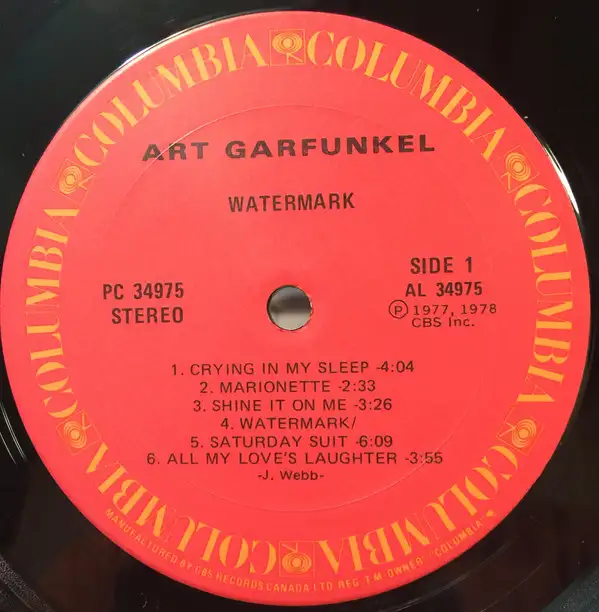 COLUMBIA COLUMBIA COLUMBIA COLUMBIA COLUMBIA COLUMBIA COLUMBIA COLUMBIA
ART GARFUNKEL
WATERMARK
PC 34975
STEREO
SIDE 1
AL 34975
Ⓟ 1977, 1978
CBS Inc.
1. CRYING IN MY SLEEP -4:04
2. MARIONETTE -2:33
3. SHINE IT ON ME -3:26
4. WATERMARK/
5. SATURDAY SUIT -6:09
6. ALL MY LOVE'S LAUGHTER -3:55
-J. Webb-
MANUFACTURED BY CBS RECORDS CANADA LTD. REG. T.M. OWNER "COLUMBIA"